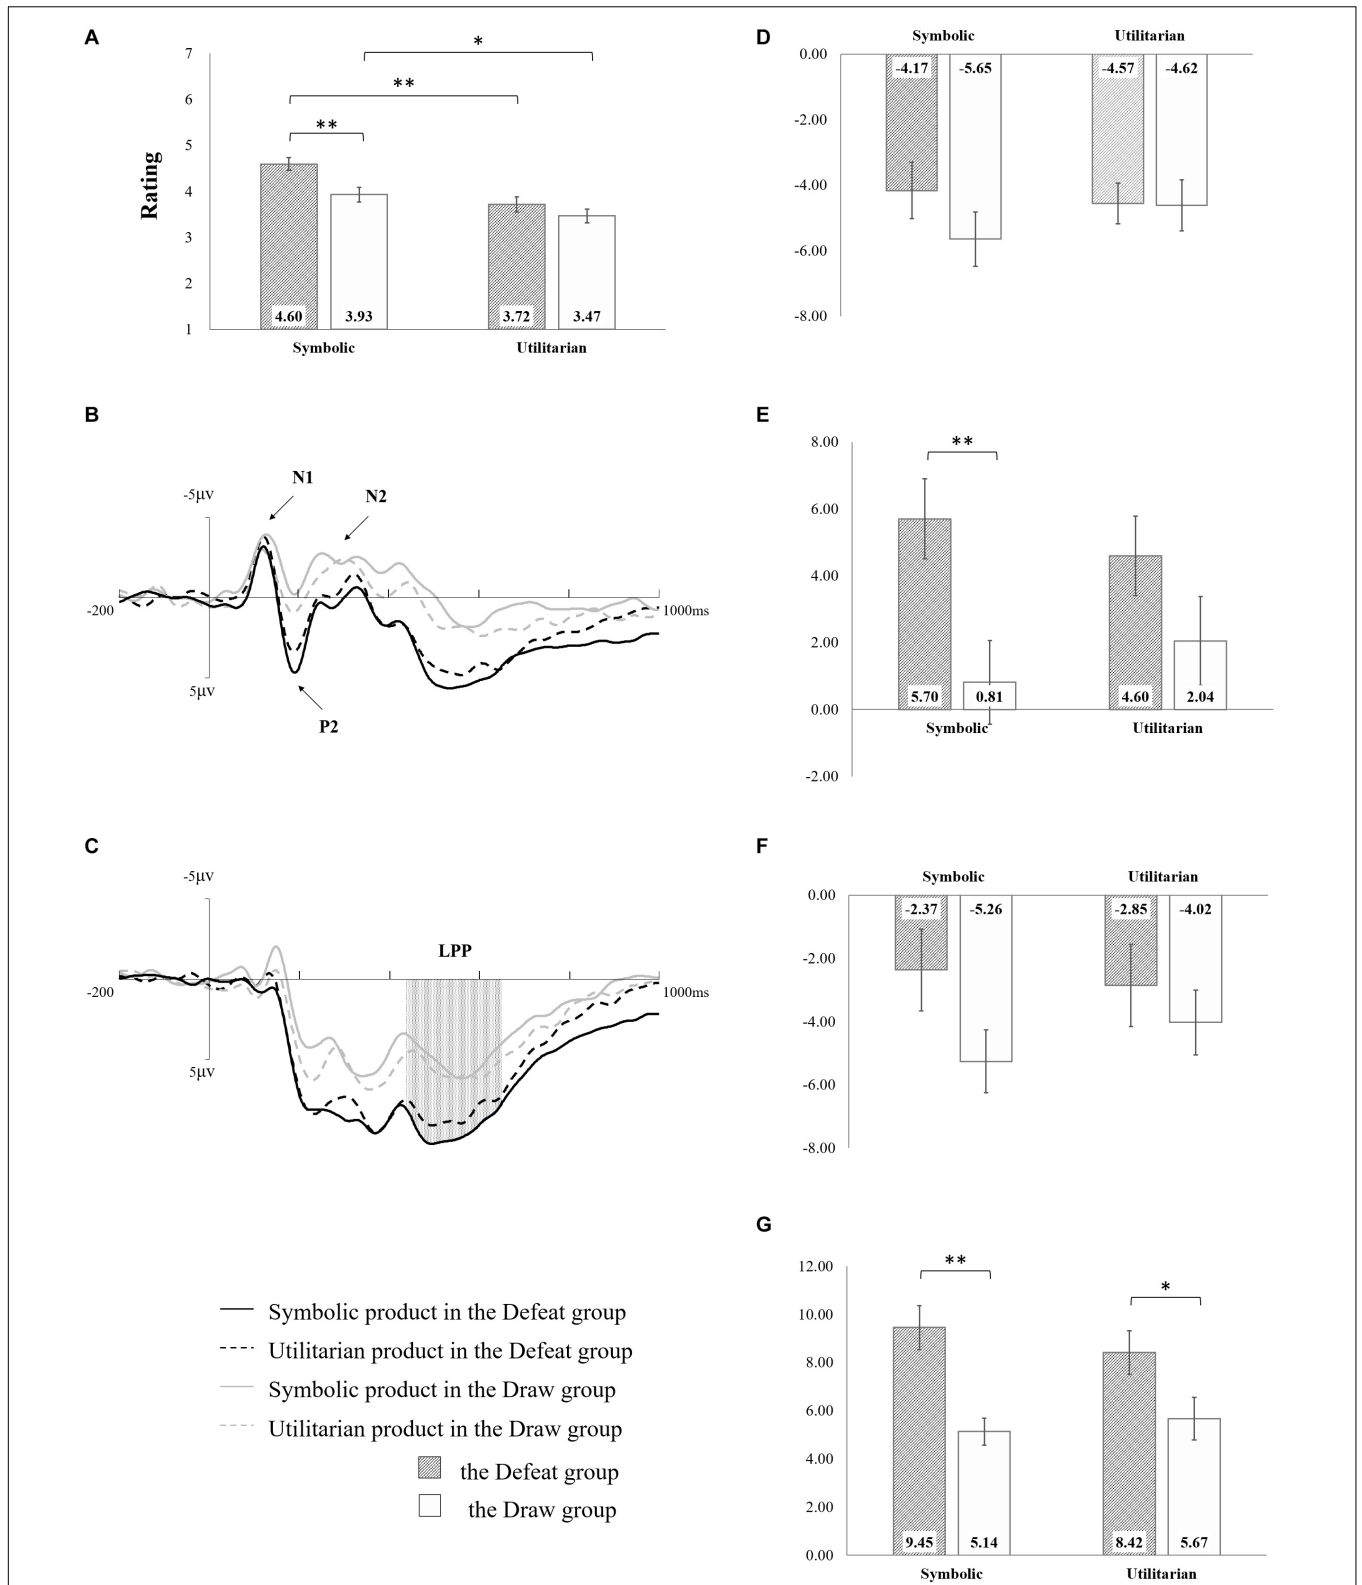 A
7
6
5
4
3
2
1
Rating
*
**
**
4.60
3.93
3.72
3.47
Symbolic
Utilitarian
B
-5μv
N1
N2
-200
1000ms
5μv
P2
C
-5μv
LPP
-200
1000ms
5μv
Symbolic product in the Defeat group
Utilitarian product in the Defeat group
Symbolic product in the Draw group
Utilitarian product in the Draw group
the Defeat group
the Draw group
D
Symbolic
Utilitarian
0.00
-2.00
-4.00
-6.00
-8.00
-4.17
-5.65
-4.57
-4.62
E
8.00
6.00
4.00
2.00
0.00
-2.00
**
5.70
0.81
4.60
2.04
Symbolic
Utilitarian
F
Symbolic
Utilitarian
0.00
-2.00
-4.00
-6.00
-8.00
-2.37
-5.26
-2.85
-4.02
G
12.00
10.00
8.00
6.00
4.00
2.00
0.00
**
*
9.45
5.14
8.42
5.67
Symbolic
Utilitarian